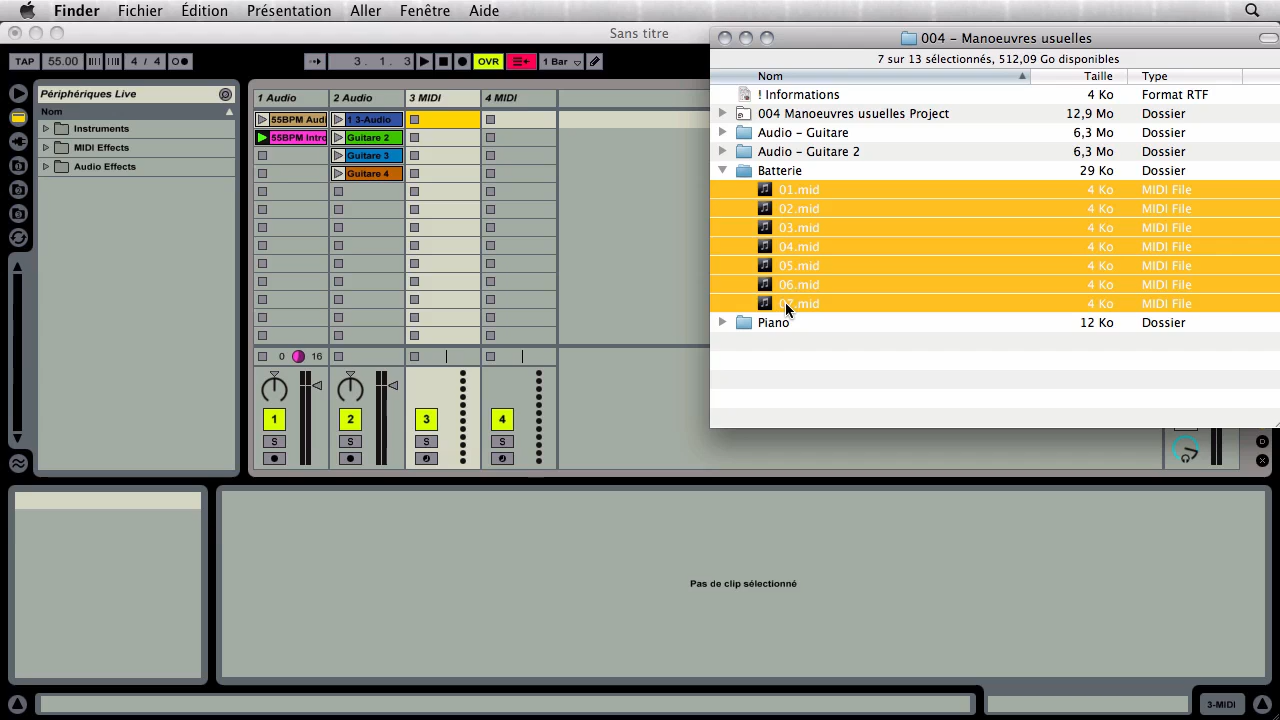 Finder Fichier Édition Présentation Aller Fenêtre Aide
Sans titre
TAP 55.00 4 / 4 3. 1. 3 OVR 1 Bar
Périphériques Live
Nom
Instruments
MIDI Effects
Audio Effects
1 Audio 2 Audio 3 MIDI 4 MIDI
55BPM Aud 1 3-Audio
55BPM Intro Guitare 2
Guitare 3
Guitare 4
0 16
1 2 3 4
S S S S
004 – Manoeuvres usuelles
7 sur 13 sélectionnés, 512,09 Go disponibles
Nom Taille Type
! Informations 4 Ko Format RTF
004 Manoeuvres usuelles Project 12,9 Mo Dossier
Audio – Guitare 6,3 Mo Dossier
Audio – Guitare 2 6,3 Mo Dossier
Batterie 29 Ko Dossier
01.mid 4 Ko MIDI File
02.mid 4 Ko MIDI File
03.mid 4 Ko MIDI File
04.mid 4 Ko MIDI File
05.mid 4 Ko MIDI File
06.mid 4 Ko MIDI File
07.mid 4 Ko MIDI File
Piano 12 Ko Dossier
D
X
Pas de clip sélectionné
3-MIDI